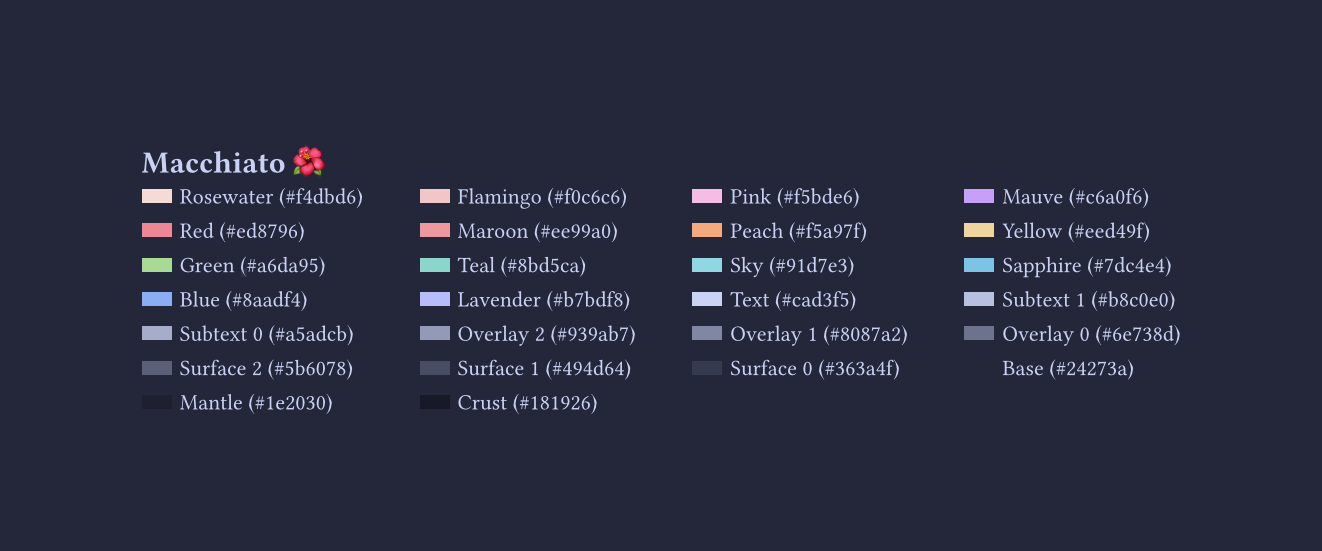 Macchiato 🌺
Rosewater (#f4dbd6) Flamingo (#f0c6c6) Pink (#f5bde6) Mauve (#c6a0f6)
Red (#ed8796) Maroon (#ee99a0) Peach (#f5a97f) Yellow (#eed49f)
Green (#a6da95) Teal (#8bd5ca) Sky (#91d7e3) Sapphire (#7dc4e4)
Blue (#8aadf4) Lavender (#b7bdf8) Text (#cad3f5) Subtext 1 (#b8c0e0)
Subtext 0 (#a5adcb) Overlay 2 (#939ab7) Overlay 1 (#8087a2) Overlay 0 (#6e738d)
Surface 2 (#5b6078) Surface 1 (#494d64) Surface 0 (#363a4f) Base (#24273a)
Mantle (#1e2030) Crust (#181926)